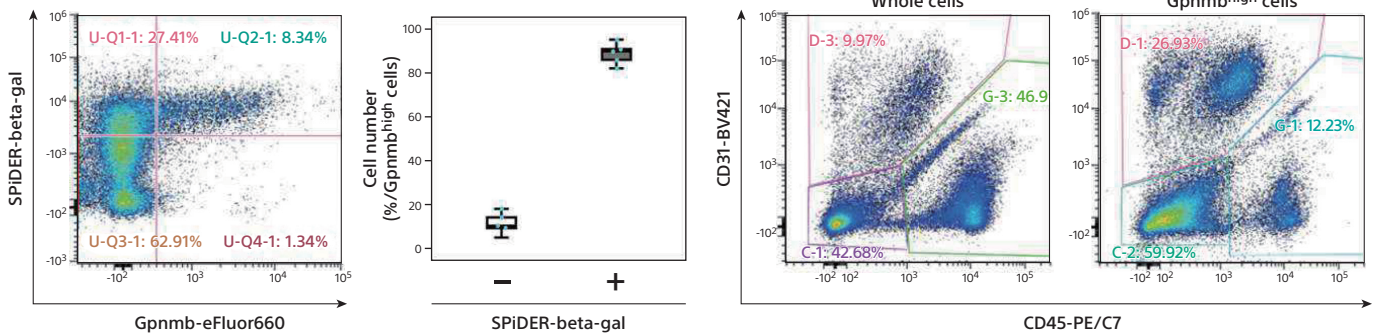 SPiDER-beta-gal
10⁶
10⁵
10⁴
-10³
-10²
-10³
U-Q1-1: 27.41%
U-Q2-1: 8.34%
U-Q3-1: 62.91%
U-Q4-1: 1.34%
-10² 10³ 10⁴ 10⁵
Gpnmb-eFluor660
Cell number
(%/Gpnmbhigh cells)
100
80
60
40
20
0
– +
SPiDER-beta-gal
Whole cells
CD31-BV421
10⁶
10⁵
10⁴
10³
-10²
D-3: 9.97%
G-3: 46.9
C-1: 42.68%
-10² 10² 10³ 10⁴ 10⁵
Gpnmbhigh cells
10⁶
10⁵
10⁴
10³
-10²
D-1: 26.93%
G-1: 12.23%
C-2: 59.92%
-10² 10² 10³ 10⁴ 10⁵
CD45-PE/C7